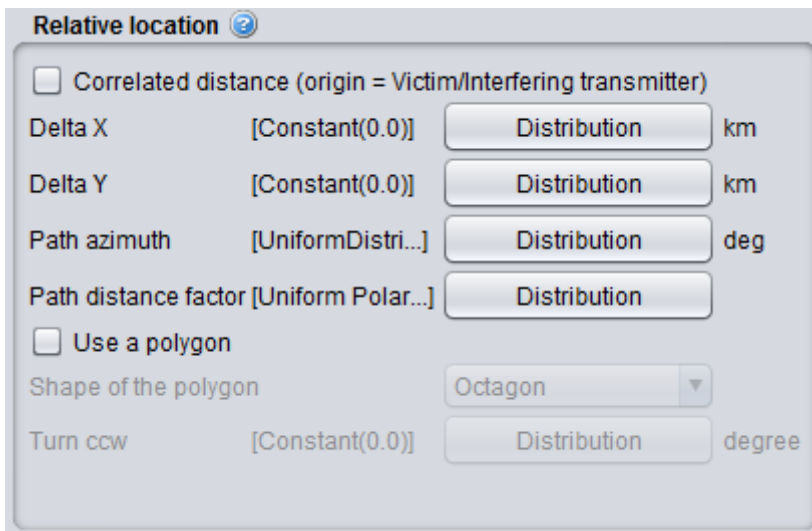 Relative location ?
Correlated distance (origin = Victim/Interfering transmitter)
Delta X [Constant(0.0)] Distribution km
Delta Y [Constant(0.0)] Distribution km
Path azimuth [UniformDistri...] Distribution deg
Path distance factor [Uniform Polar...] Distribution
Use a polygon
Shape of the polygon Octagon
Turn ccw [Constant(0.0)] Distribution degree